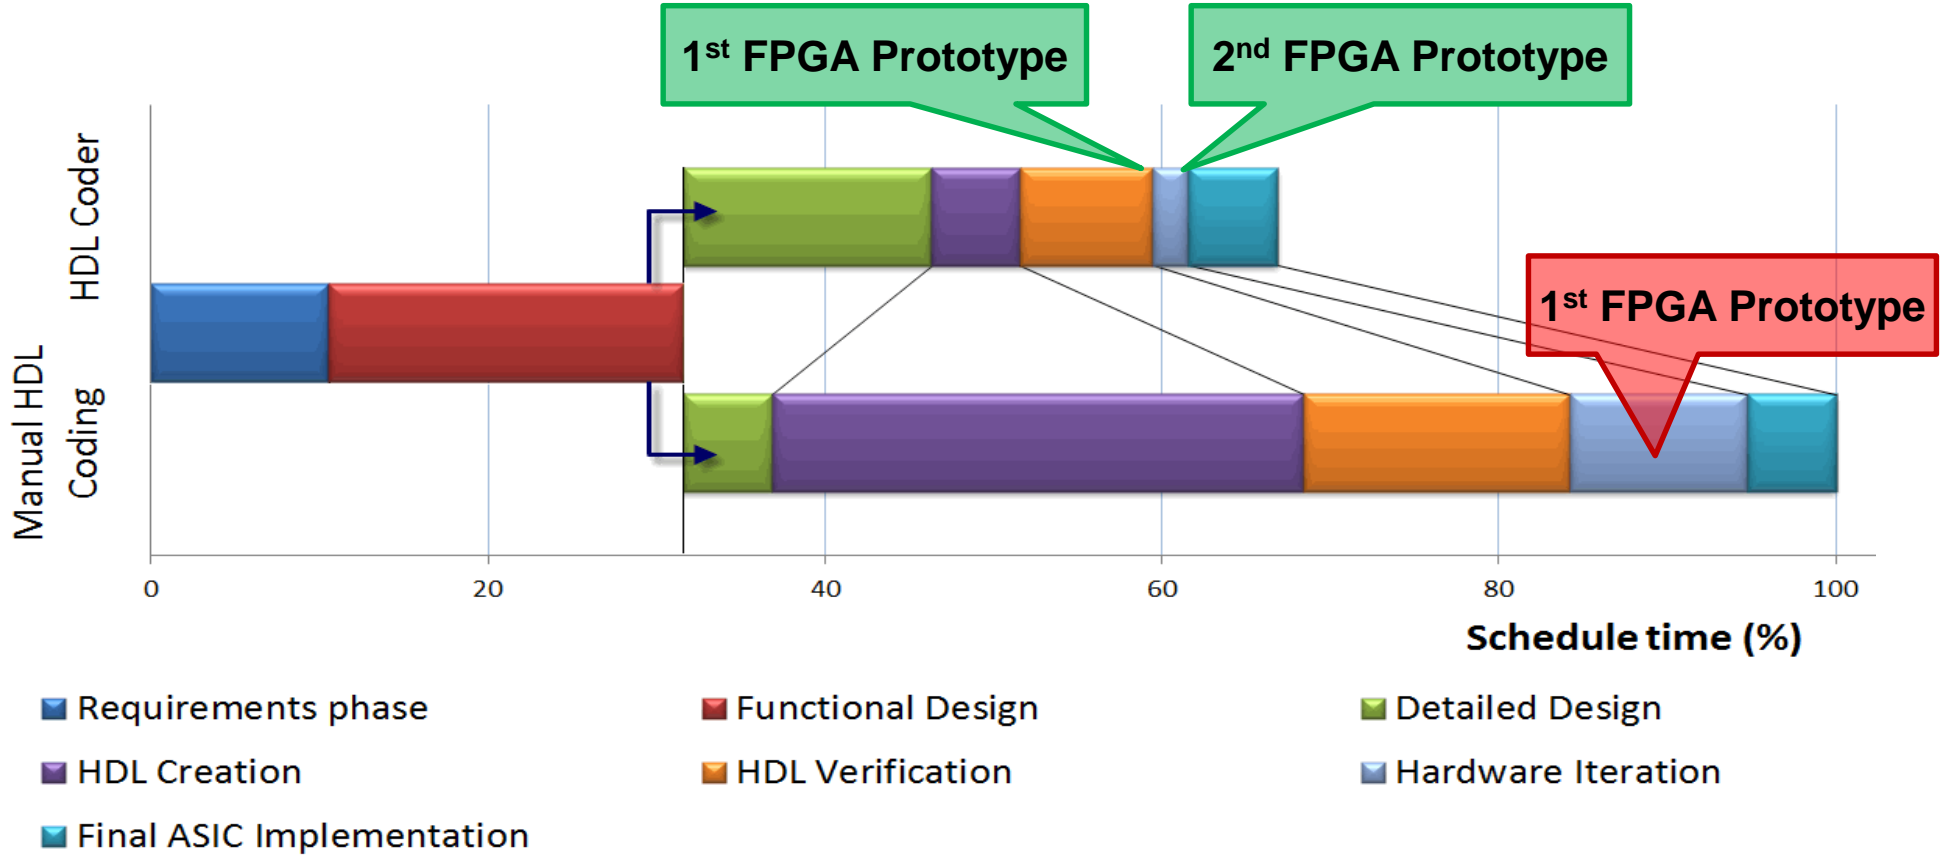 1st FPGA Prototype
2nd FPGA Prototype
HDL Coder
1st FPGA Prototype
Manual HDL
Coding
0 20 40 60 80 100
Schedule time (%)
Requirements phase Functional Design Detailed Design
HDL Creation HDL Verification Hardware Iteration
Final ASIC Implementation